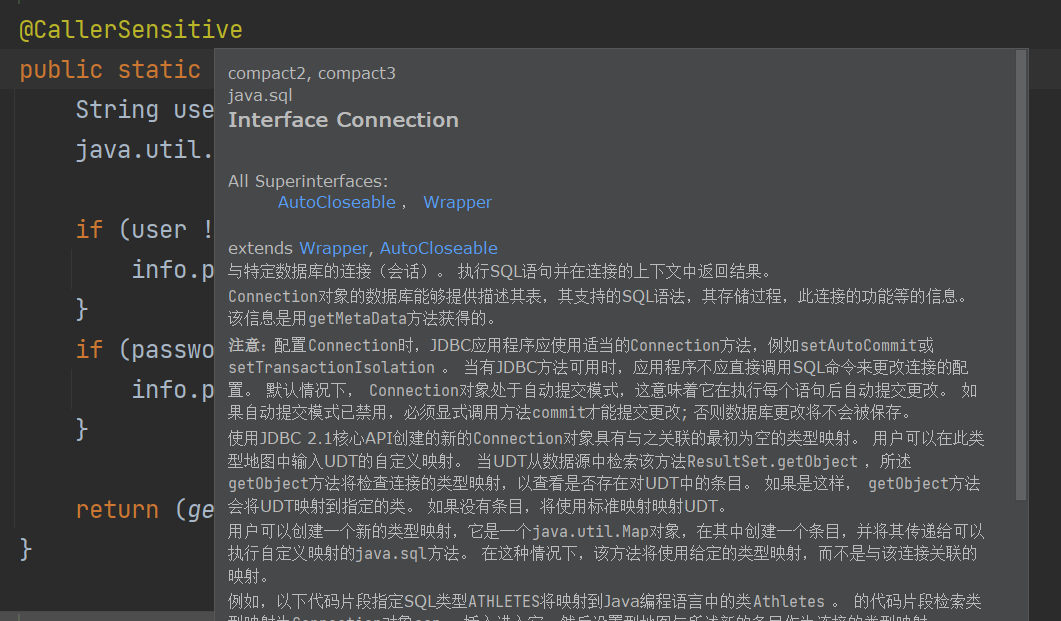 @CallerSensitive
public static
String use
java.util.
if (user !
info.p
}
if (passwo
info.p
}
return (ge
}
compact2, compact3
java.sql
Interface Connection
All Superinterfaces:
AutoCloseable , Wrapper
extends Wrapper, AutoCloseable
与特定数据库的连接（会话）。 执行SQL语句并在连接的上下文中返回结果。
Connection对象的数据库能够提供描述其表，其支持的SQL语法，其存储过程，此连接的功能等的信息。
该信息是用getMetaData方法获得的。
注意：配置Connection时，JDBC应用程序应使用适当的Connection方法，例如setAutoCommit或
setTransactionIsolation 。 当有JDBC方法可用时，应用程序不应直接调用SQL命令来更改连接的配
置。 默认情况下， Connection对象处于自动提交模式，这意味着它在执行每个语句后自动提交更改。 如
果自动提交模式已禁用，必须显式调用方法commit才能提交更改; 否则数据库更改将不会被保存。
使用JDBC 2.1核心API创建的新的Connection对象具有与之关联的最初为空的类型映射。 用户可以在此类
型地图中输入UDT的自定义映射。 当UDT从数据源中检索该方法ResultSet.getObject ，所述
getObject方法将检查连接的类型映射，以查看是否存在对UDT中的条目。 如果是这样， getObject方法
会将UDT映射到指定的类。 如果没有条目，将使用标准映射映射UDT。
用户可以创建一个新的类型映射，它是一个java.util.Map对象，在其中创建一个条目，并将其传递给可以
执行自定义映射的java.sql方法。 在这种情况下，该方法将使用给定的类型映射，而不是与该连接关联的
映射。
例如，以下代码片段指定SQL类型ATHLETES将映射到Java编程语言中的类Athletes 。 的代码片段检索类